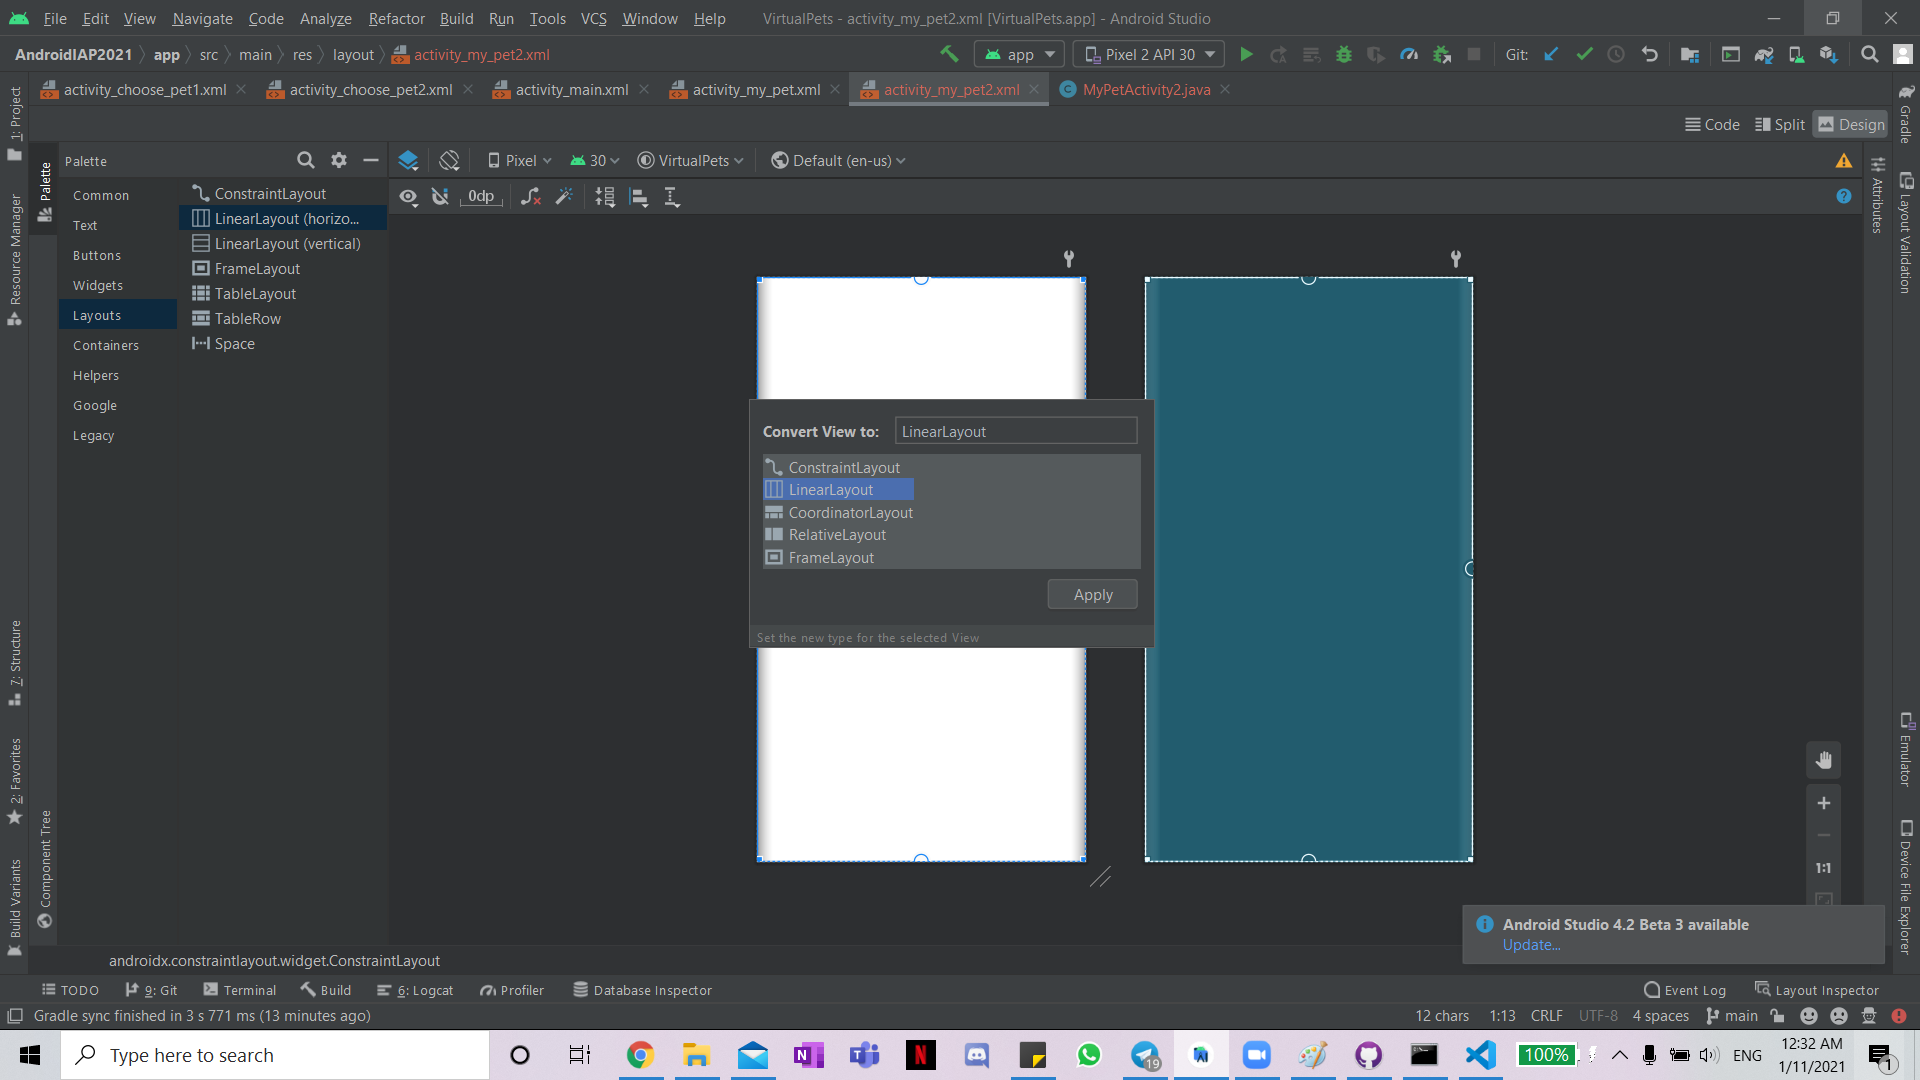 File Edit View Navigate Code Analyze Refactor Build Run Tools VCS Window Help VirtualPets - activity_my_pet2.xml [VirtualPets.app] - Android Studio
AndroidIAP2021 app src main res layout activity_my_pet2.xml app Pixel 2 API 30 Git:
activity_choose_pet1.xml activity_choose_pet2.xml activity_main.xml activity_my_pet.xml activity_my_pet2.xml MyPetActivity2.java
Code Split Design
Palette Pixel 30 VirtualPets Default (en-us)
0dp
Common
Text
Buttons
Widgets
Layouts
Containers
Helpers
Google
Legacy
ConstraintLayout
LinearLayout (horizo...
LinearLayout (vertical)
FrameLayout
TableLayout
TableRow
Space
Convert View to: LinearLayout
ConstraintLayout
LinearLayout
CoordinatorLayout
RelativeLayout
FrameLayout
Apply
Set the new type for the selected View
1: Project
Resource Manager
7: Structure
2: Favorites
Build Variants
Palette
Component Tree
Attributes
Gradle
Layout Validation
Emulator
Device File Explorer
1:1
Android Studio 4.2 Beta 3 available
Update...
androidx.constraintlayout.widget.ConstraintLayout
TODO 9: Git Terminal Build 6: Logcat Profiler Database Inspector Event Log Layout Inspector
Gradle sync finished in 3 s 771 ms (13 minutes ago) 12 chars 1:13 CRLF UTF-8 4 spaces main
Type here to search 19 100% ENG 12:32 AM
1/11/2021 1